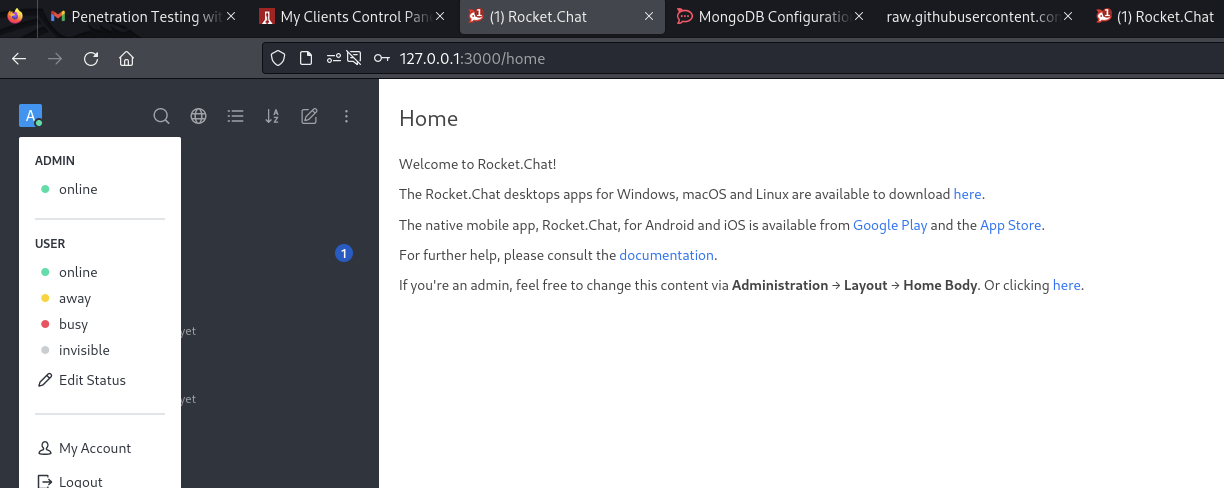 Penetration Testing wit
My Clients Control Pane
(1) Rocket.Chat
MongoDB Configuratio
raw.githubusercontent.con
(1) Rocket.Chat
127.0.0.1:3000/home
A
Home
ADMIN
online
USER
online
away
busy
invisible
Edit Status
My Account
Logout
1
yet
yet
Welcome to Rocket.Chat!
The Rocket.Chat desktops apps for Windows, macOS and Linux are available to download here.
The native mobile app, Rocket.Chat, for Android and iOS is available from Google Play and the App Store.
For further help, please consult the documentation.
If you're an admin, feel free to change this content via Administration → Layout → Home Body. Or clicking here.